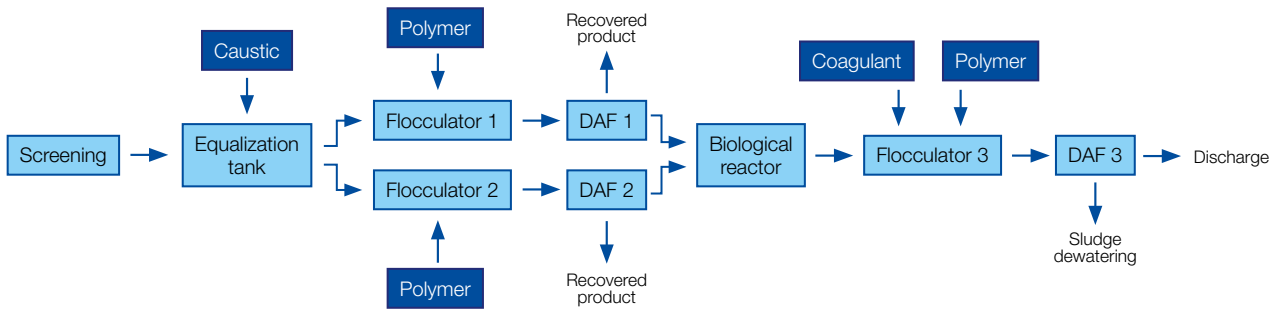 Recovered
product
Polymer
Caustic
Coagulant
Polymer
Flocculator 1
DAF 1
Screening
Equalization
tank
Biological
reactor
Flocculator 3
DAF 3
Discharge
Flocculator 2
DAF 2
Sludge
dewatering
Polymer
Recovered
product